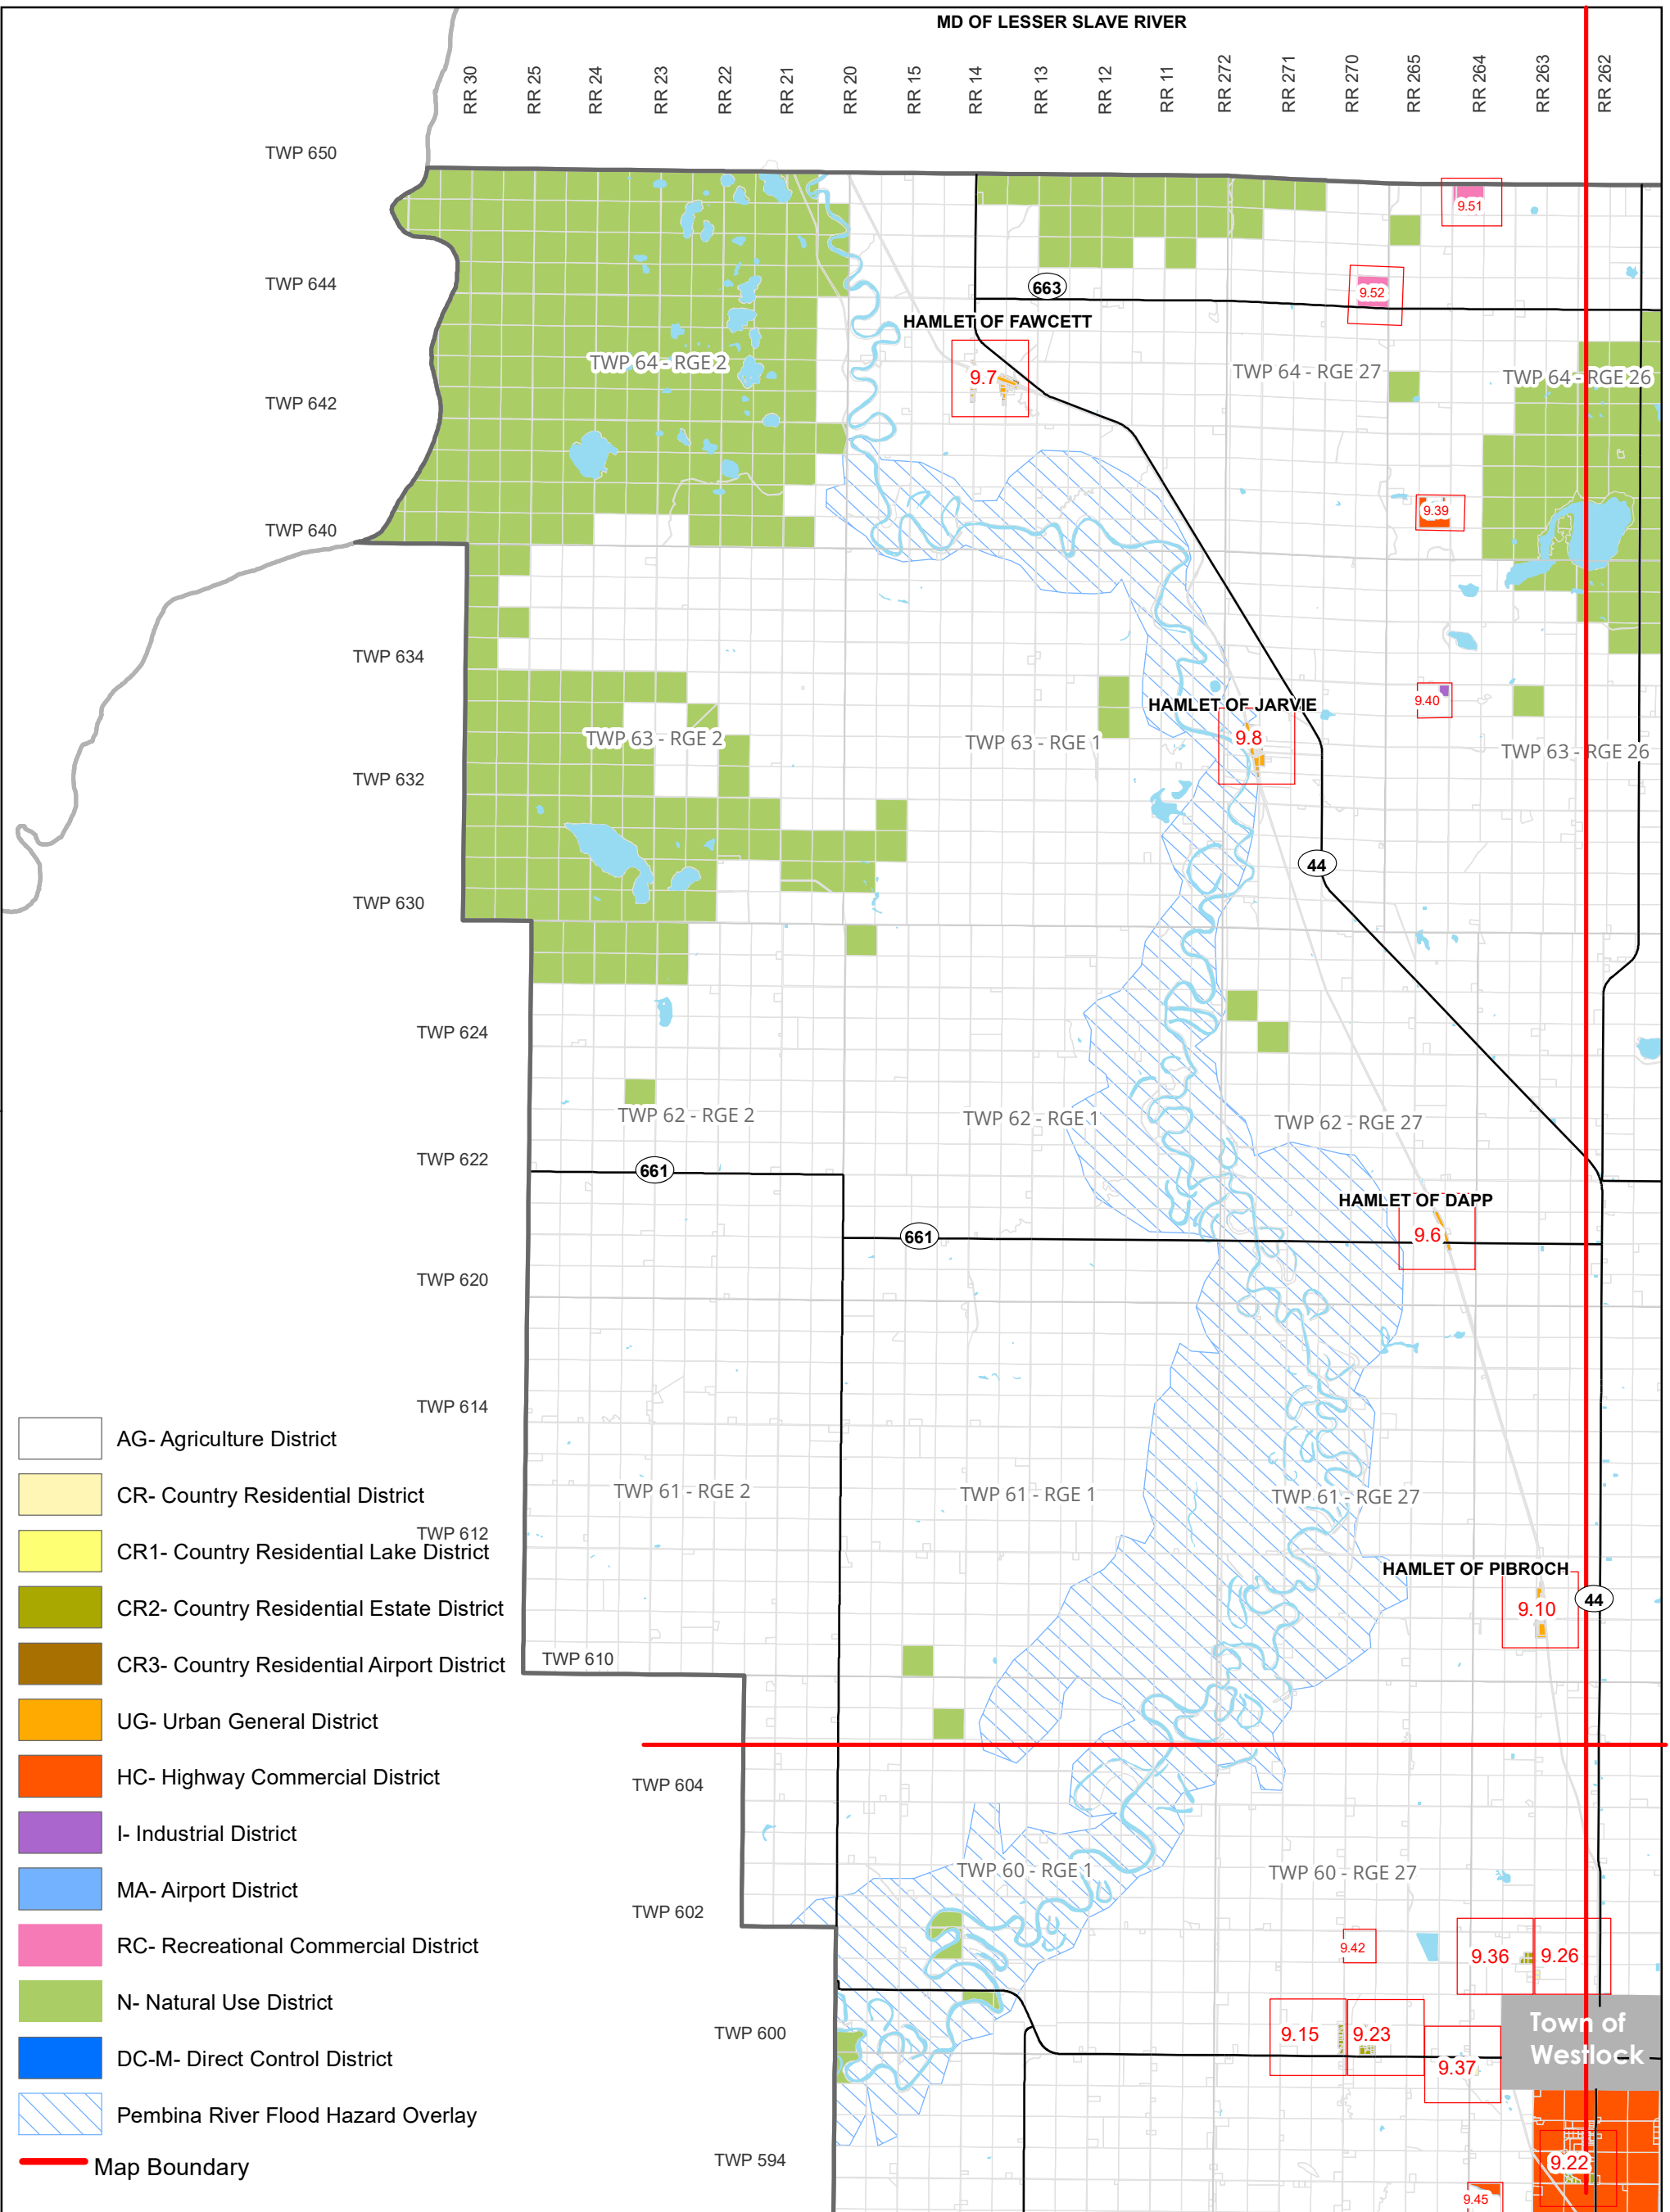 MD OF LESSER SLAVE RIVER
RR 30
RR 25
RR 24
RR 23
RR 22
RR 21
RR 20
RR 15
RR 14
RR 13
RR 12
RR 11
RR 272
RR 271
RR 270
RR 265
RR 264
RR 263
RR 262
TWP 650
9.51
TWP 644
663
9.52
HAMLET OF FAWCETT
TWP 64 - RGE 2
9.7
TWP 64 - RGE 27
TWP 64 - RGE 26
TWP 642
9.39
TWP 640
TWP 634
9.40
HAMLET OF JARVIE
TWP 63 - RGE 2
TWP 63 - RGE 1
9.8
TWP 63 - RGE 26
TWP 632
44
TWP 630
TWP 624
TWP 62 - RGE 2
TWP 62 - RGE 1
TWP 62 - RGE 27
TWP 622
661
HAMLET OF DAPP
661
9.6
TWP 620
TWP 614
AG- Agriculture District
CR- Country Residential District
TWP 61 - RGE 2
TWP 61 - RGE 1
TWP 61 - RGE 27
TWP 612
CR1- Country Residential Lake District
HAMLET OF PIBROCH
9.10
44
CR2- Country Residential Estate District
CR3- Country Residential Airport District
TWP 610
UG- Urban General District
HC- Highway Commercial District
TWP 604
I- Industrial District
TWP 60 - RGE 1
TWP 60 - RGE 27
MA- Airport District
TWP 602
RC- Recreational Commercial District
9.42
9.36
9.26
N- Natural Use District
TWP 600
9.15
9.23
Town of
Westlock
9.37
DC-M- Direct Control District
Pembina River Flood Hazard Overlay
TWP 594
9.22
Map Boundary
9.45